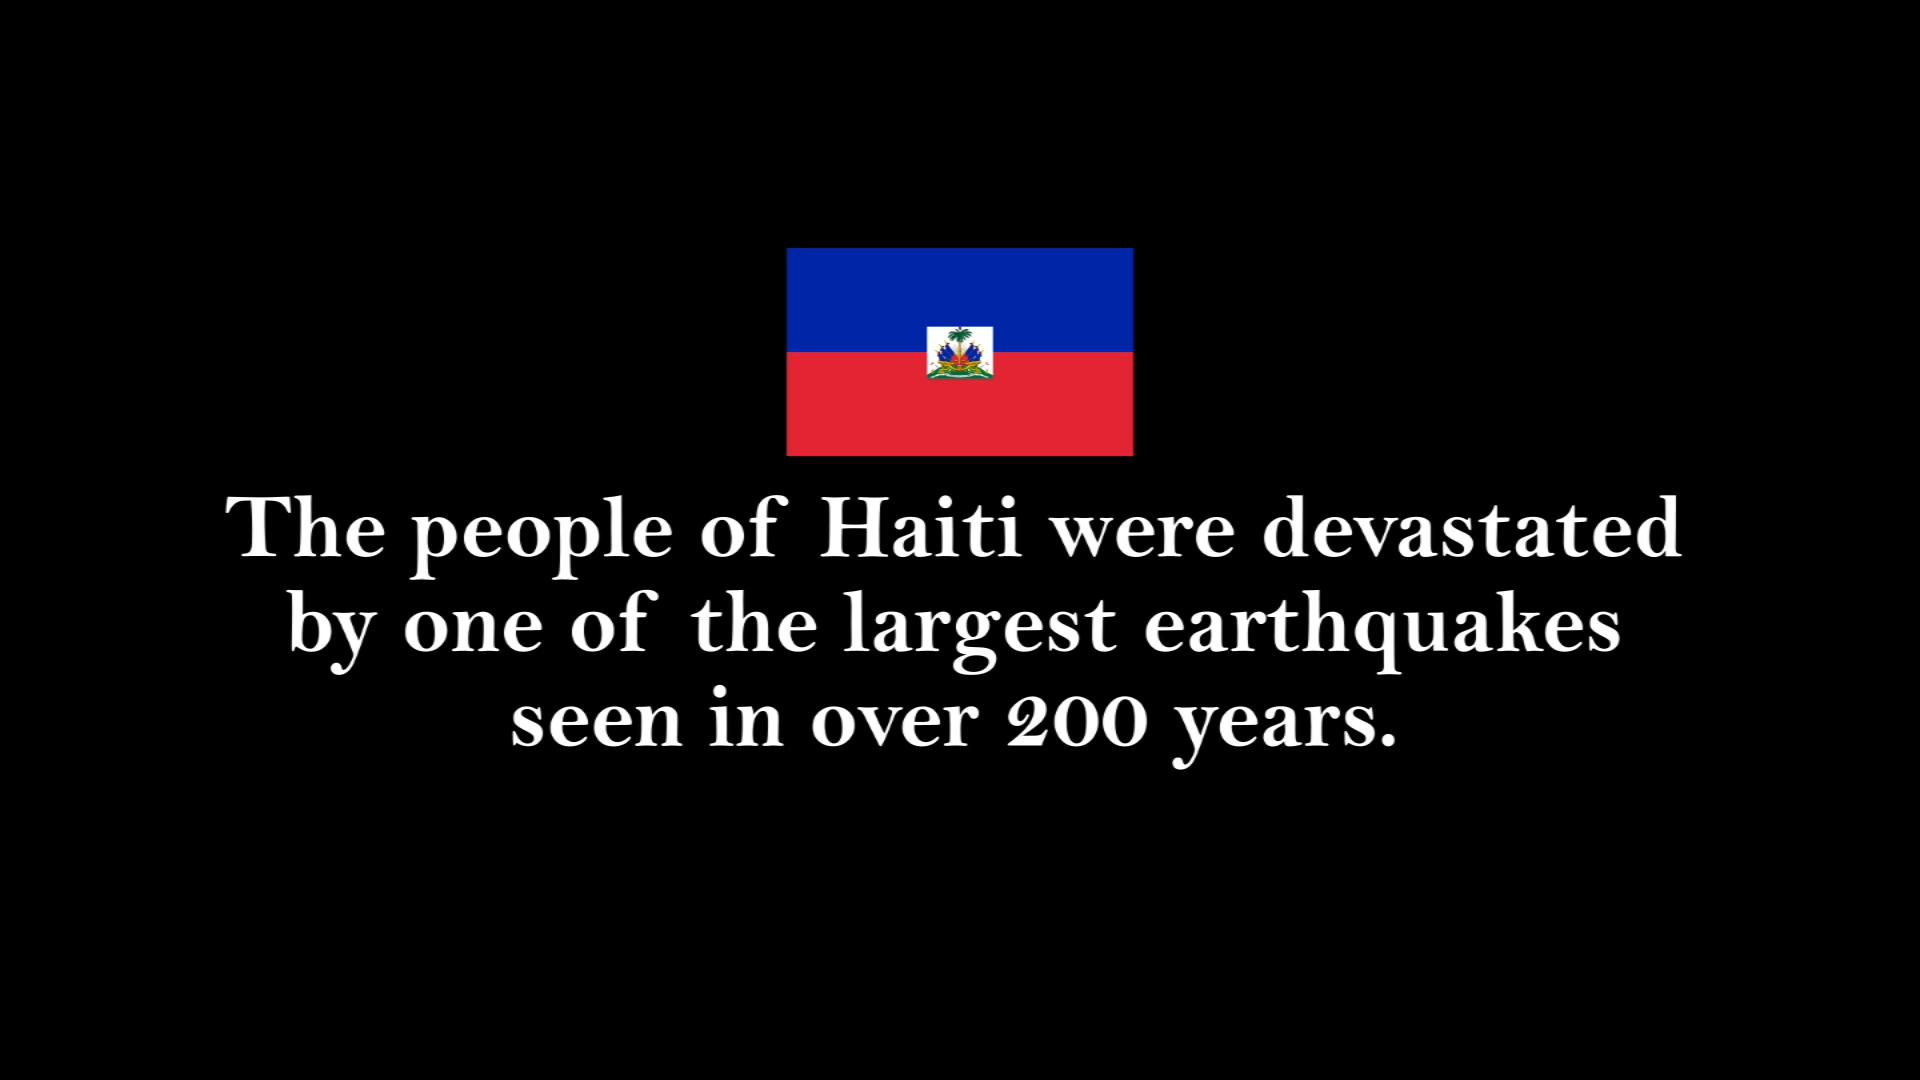 The people of Haiti were devastated
by one of the largest earthquakes
seen in over 200 years.